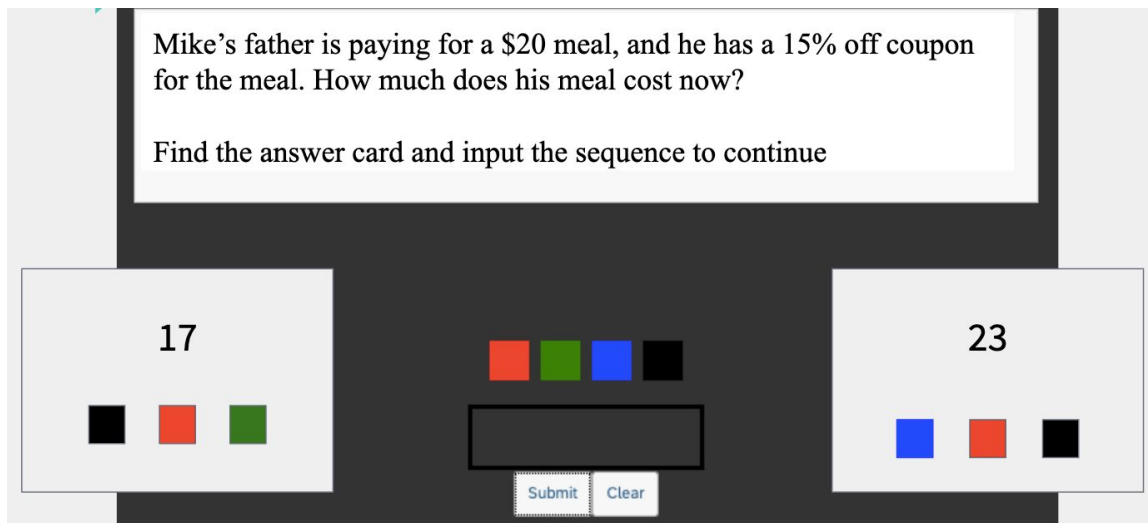 Mike’s father is paying for a $20 meal, and he has a 15% off coupon
for the meal. How much does his meal cost now?
Find the answer card and input the sequence to continue
17
23
Submit
Clear